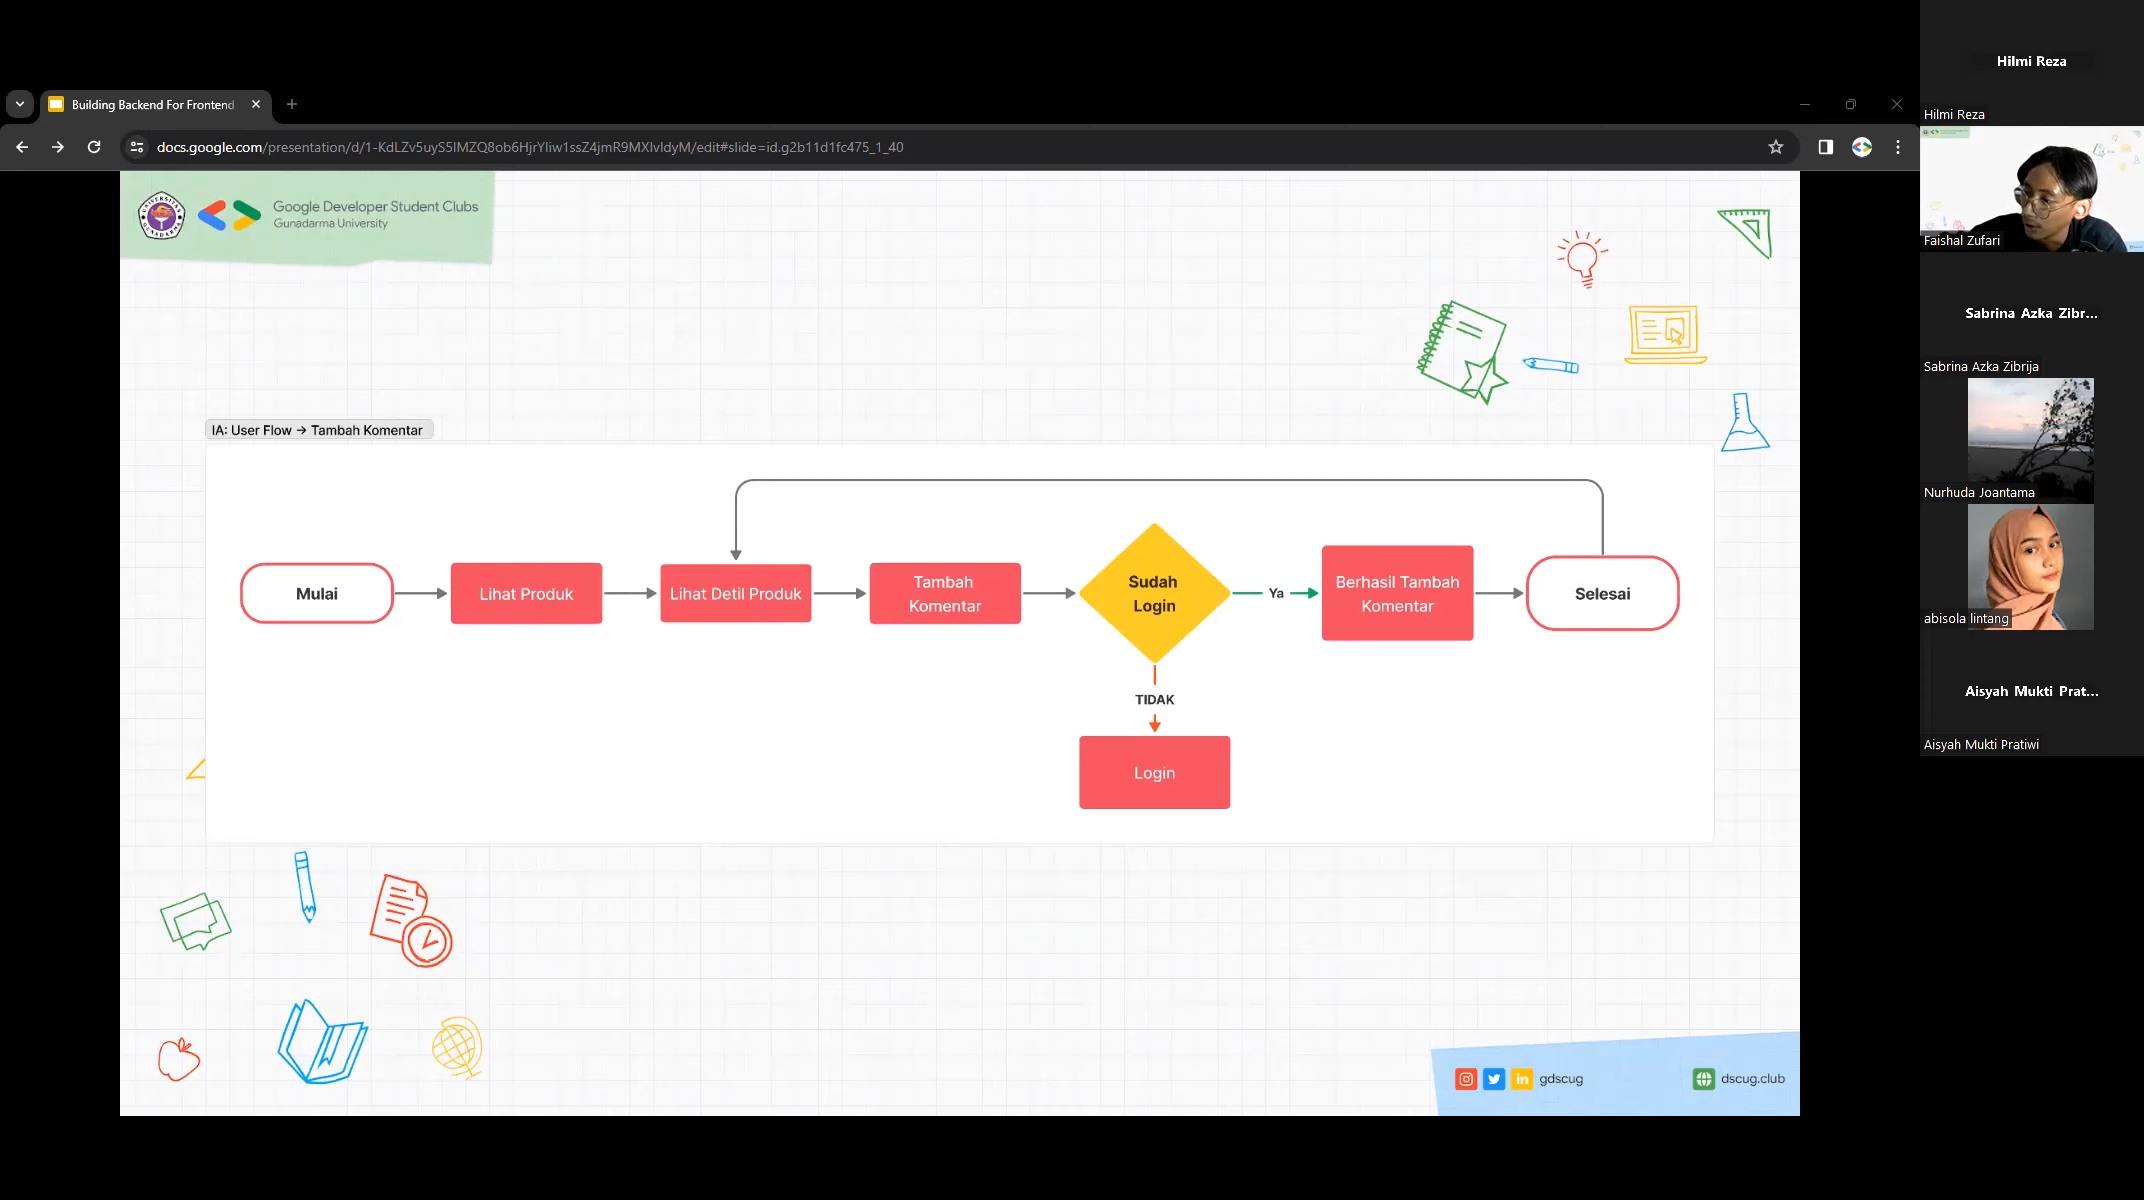 Building Backend For Frontend
docs.google.com/presentation/d/1-KdLZv5uyS5lMZQ8ob6HjrYliw1ssZ4jmR9MXlvldyM/edit#slide=id.g2b11d1fc475_1_40
UNIVERSITAS GUNADARMA
Google Developer Student Clubs
Gunadarma University
IA: User Flow → Tambah Komentar
Mulai
Lihat Produk
Lihat Detil Produk
Tambah
Komentar
Sudah
Login
Ya
Berhasil Tambah
Komentar
Selesai
TIDAK
Login
gdscug
dscug.club
Hilmi Reza
Hilmi Reza
Faishal Zufari
Sabrina Azka Zibr...
Sabrina Azka Zibrija
Nurhuda Joantama
abisola lintang
Aisyah Mukti Prat...
Aisyah Mukti Pratiwi